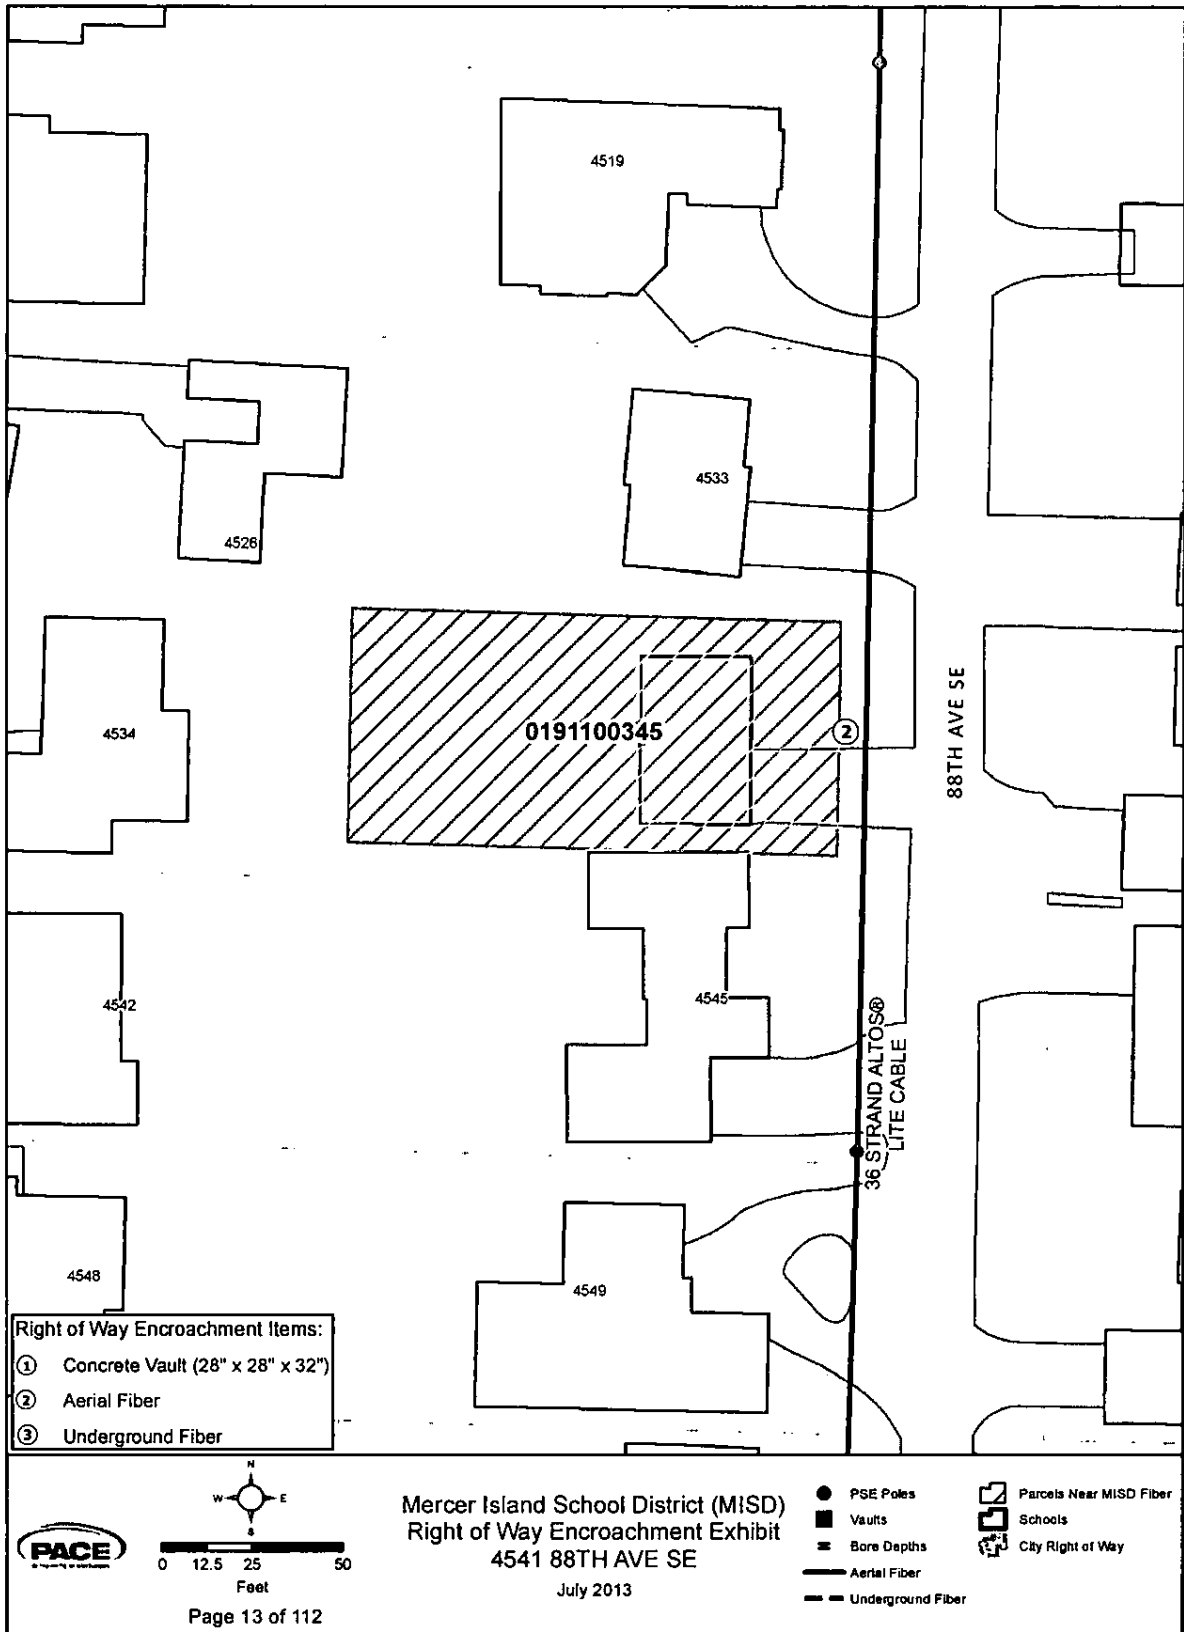 4519
4533
4526
4534
0191100345
2
88TH AVE SE
4542
4545
36 STRAND ALTOS®
LITE CABLE
4548
4549
Right of Way Encroachment Items:
1 Concrete Vault (28" x 28" x 32")
2 Aerial Fiber
3 Underground Fiber
PACE
N
W E
S
0 12.5 25 50
Feet
Page 13 of 112
Mercer Island School District (MISD)
Right of Way Encroachment Exhibit
4541 88TH AVE SE
July 2013
PSE Poles
Vaults
Bore Depths
Aerial Fiber
Underground Fiber
Parcels Near MISD Fiber
Schools
City Right of Way